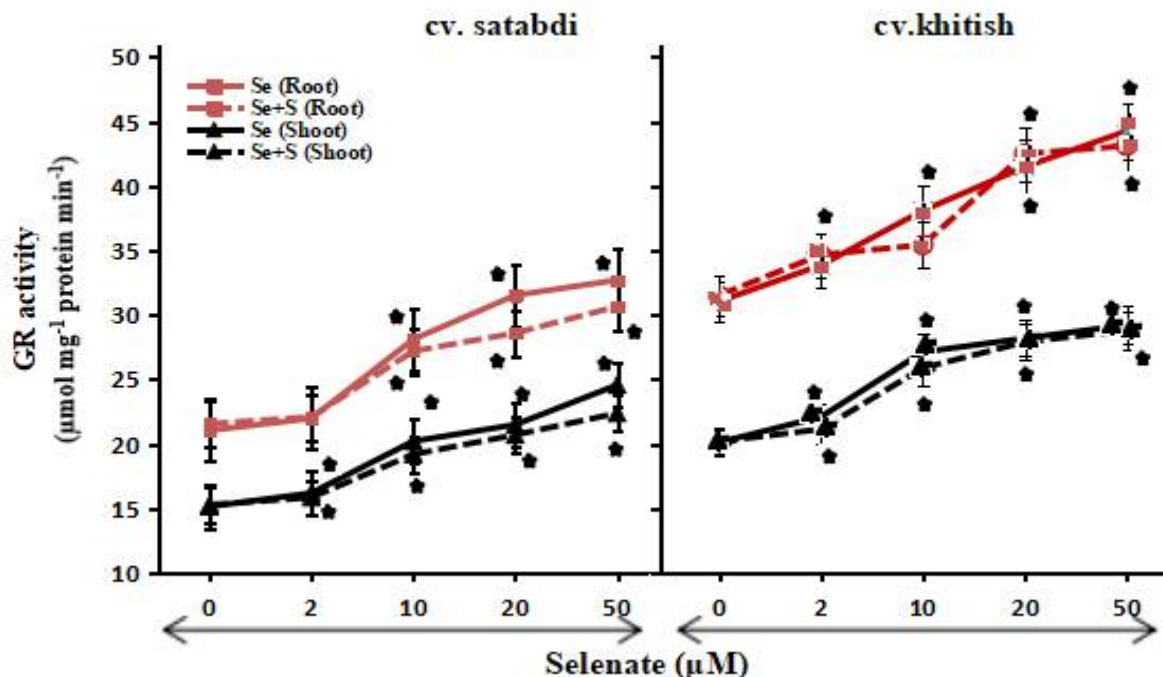 cv. satabdi
cv.khitish
50
45
40
35
30
25
20
15
10
GR activity
(μmol mg⁻¹ protein min⁻¹)
Se (Root)
Se+S (Root)
Se (Shoot)
Se+S (Shoot)
0 2 10 20 50
0 2 10 20 50
Selenate (μM)